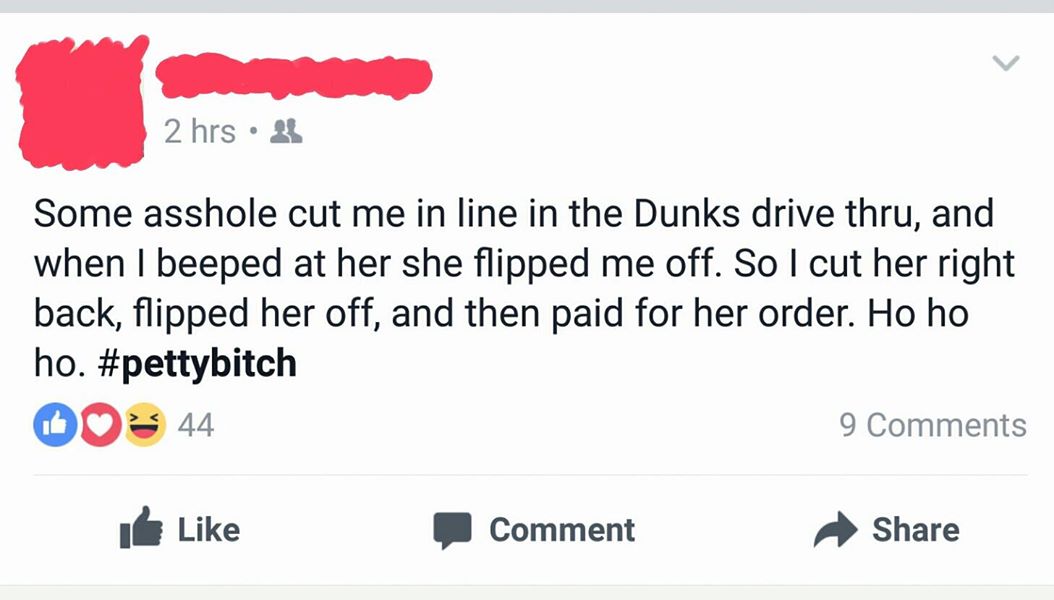 2 hrs •
Some asshole cut me in line in the Dunks drive thru, and
when I beeped at her she flipped me off. So I cut her right
back, flipped her off, and then paid for her order. Ho ho
ho. #pettybitch
44 9 Comments
Like Comment Share